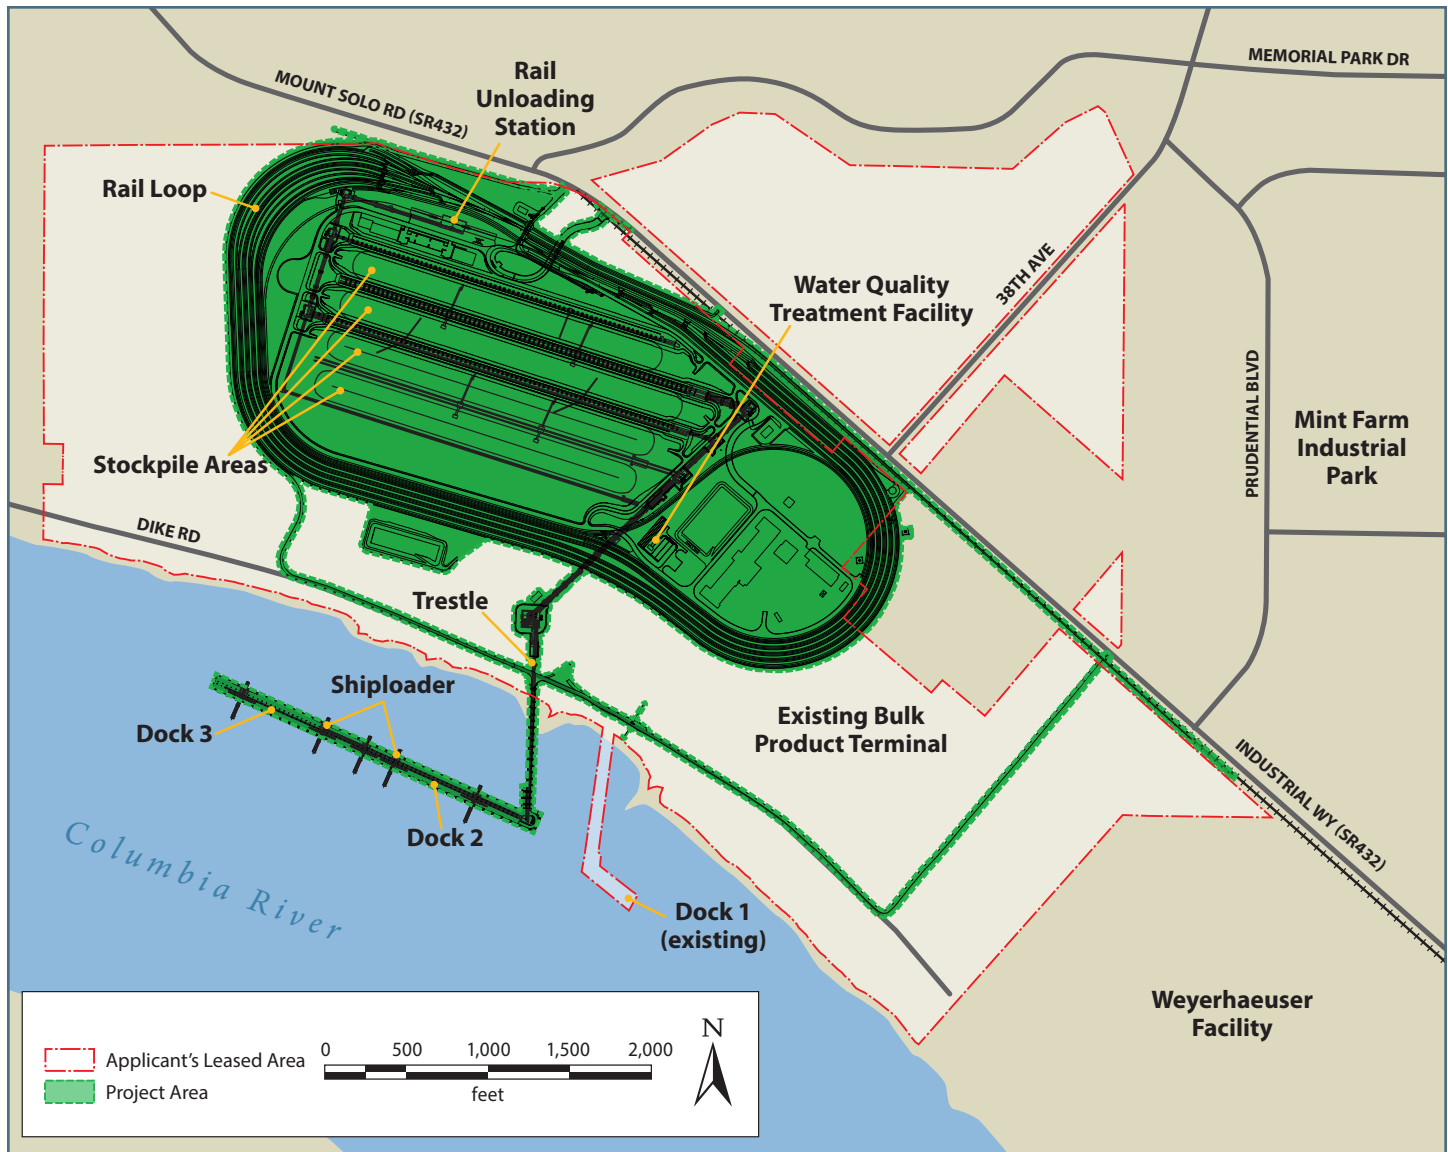 MEMORIAL PARK DR
Rail
Unloading
Station
MOUNT SOLO RD (SR432)
Rail Loop
38TH AVE
Water Quality
Treatment Facility
PRUDENTIAL BLVD
Mint Farm
Industrial
Park
Stockpile Areas
DIKE RD
Trestle
Shiploader
Dock 3
Existing Bulk
Product Terminal
INDUSTRIAL WY (SR432)
Dock 2
Columbia River
Dock 1
(existing)
Weyerhaeuser
Facility
N
Applicant's Leased Area
Project Area
0 500 1,000 1,500 2,000
feet